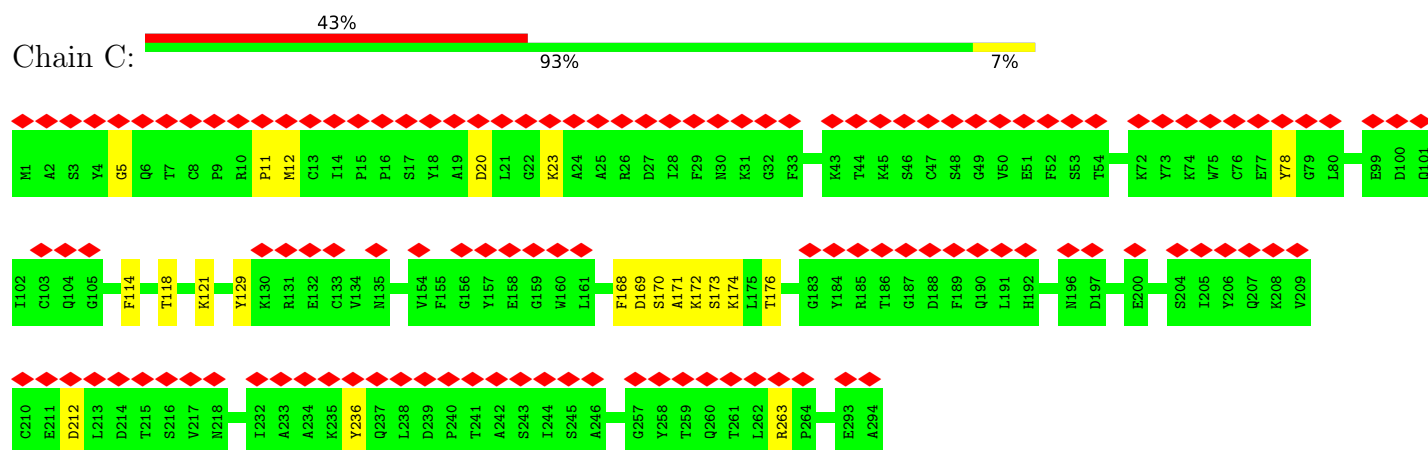 43%
Chain C:
93% 7%
M1 A2 S3 Y4 G5 Q6 T7 C8 P9 R10 P11 M12 C13 I14 P15 P16 S17 Y18 A19 D20 L21 G22 K23 A24 A25 R26 D27 I28 F29 N30 K31 G32 F33 K43 T44 K45 S46 C47 S48 G49 V50 E51 F52 S53 T54 K72 Y73 K74 W75 C76 E77 Y78 G79 L80 E99 D100 Q101
I102 C103 Q104 G105 F114 T118 K121 Y129 K130 R131 E132 C133 V134 N135 V154 F155 G156 Y157 E158 G159 W160 L161 F168 D169 S170 A171 K172 S173 K174 L175 T176 G183 Y184 R185 T186 G187 D188 F189 Q190 L191 H192 N196 D197 E200 S204 I205 Y206 Q207 K208 V209
C210 E211 D212 L213 D214 T215 S216 V217 N218 I232 A233 A234 K235 Y236 Q237 L238 D239 P240 T241 A242 S243 I244 S245 A246 G257 Y258 T259 Q260 T261 L262 R263 P264 E293 A294